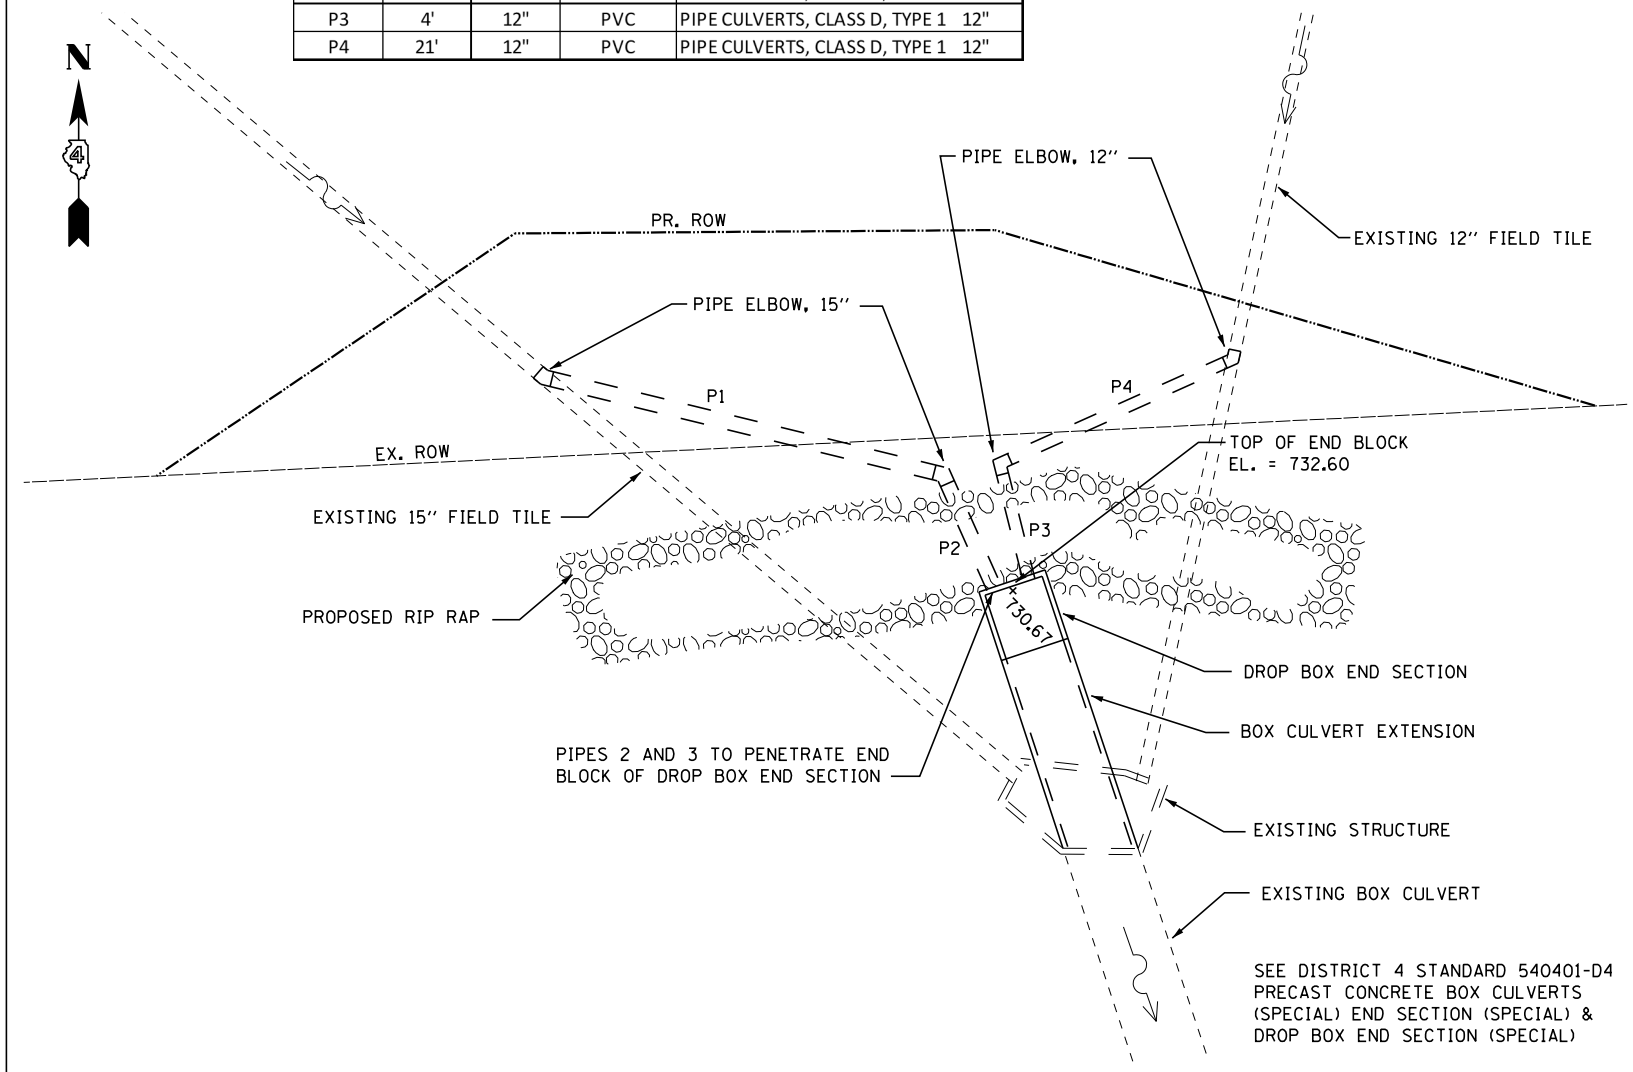 P3 4' 12" PVC PIPE CULVERTS, CLASS D, TYPE 1 12"
P4 21' 12" PVC PIPE CULVERTS, CLASS D, TYPE 1 12"
N
4
PIPE ELBOW, 12"
PR. ROW
EXISTING 12" FIELD TILE
PIPE ELBOW, 15"
P1
P4
EX. ROW
TOP OF END BLOCK
EL. = 732.60
EXISTING 15" FIELD TILE
P2
P3
PROPOSED RIP RAP
730.67
DROP BOX END SECTION
BOX CULVERT EXTENSION
PIPES 2 AND 3 TO PENETRATE END
BLOCK OF DROP BOX END SECTION
EXISTING STRUCTURE
EXISTING BOX CULVERT
SEE DISTRICT 4 STANDARD 540401-D4
PRECAST CONCRETE BOX CULVERTS
(SPECIAL) END SECTION (SPECIAL) &
DROP BOX END SECTION (SPECIAL)